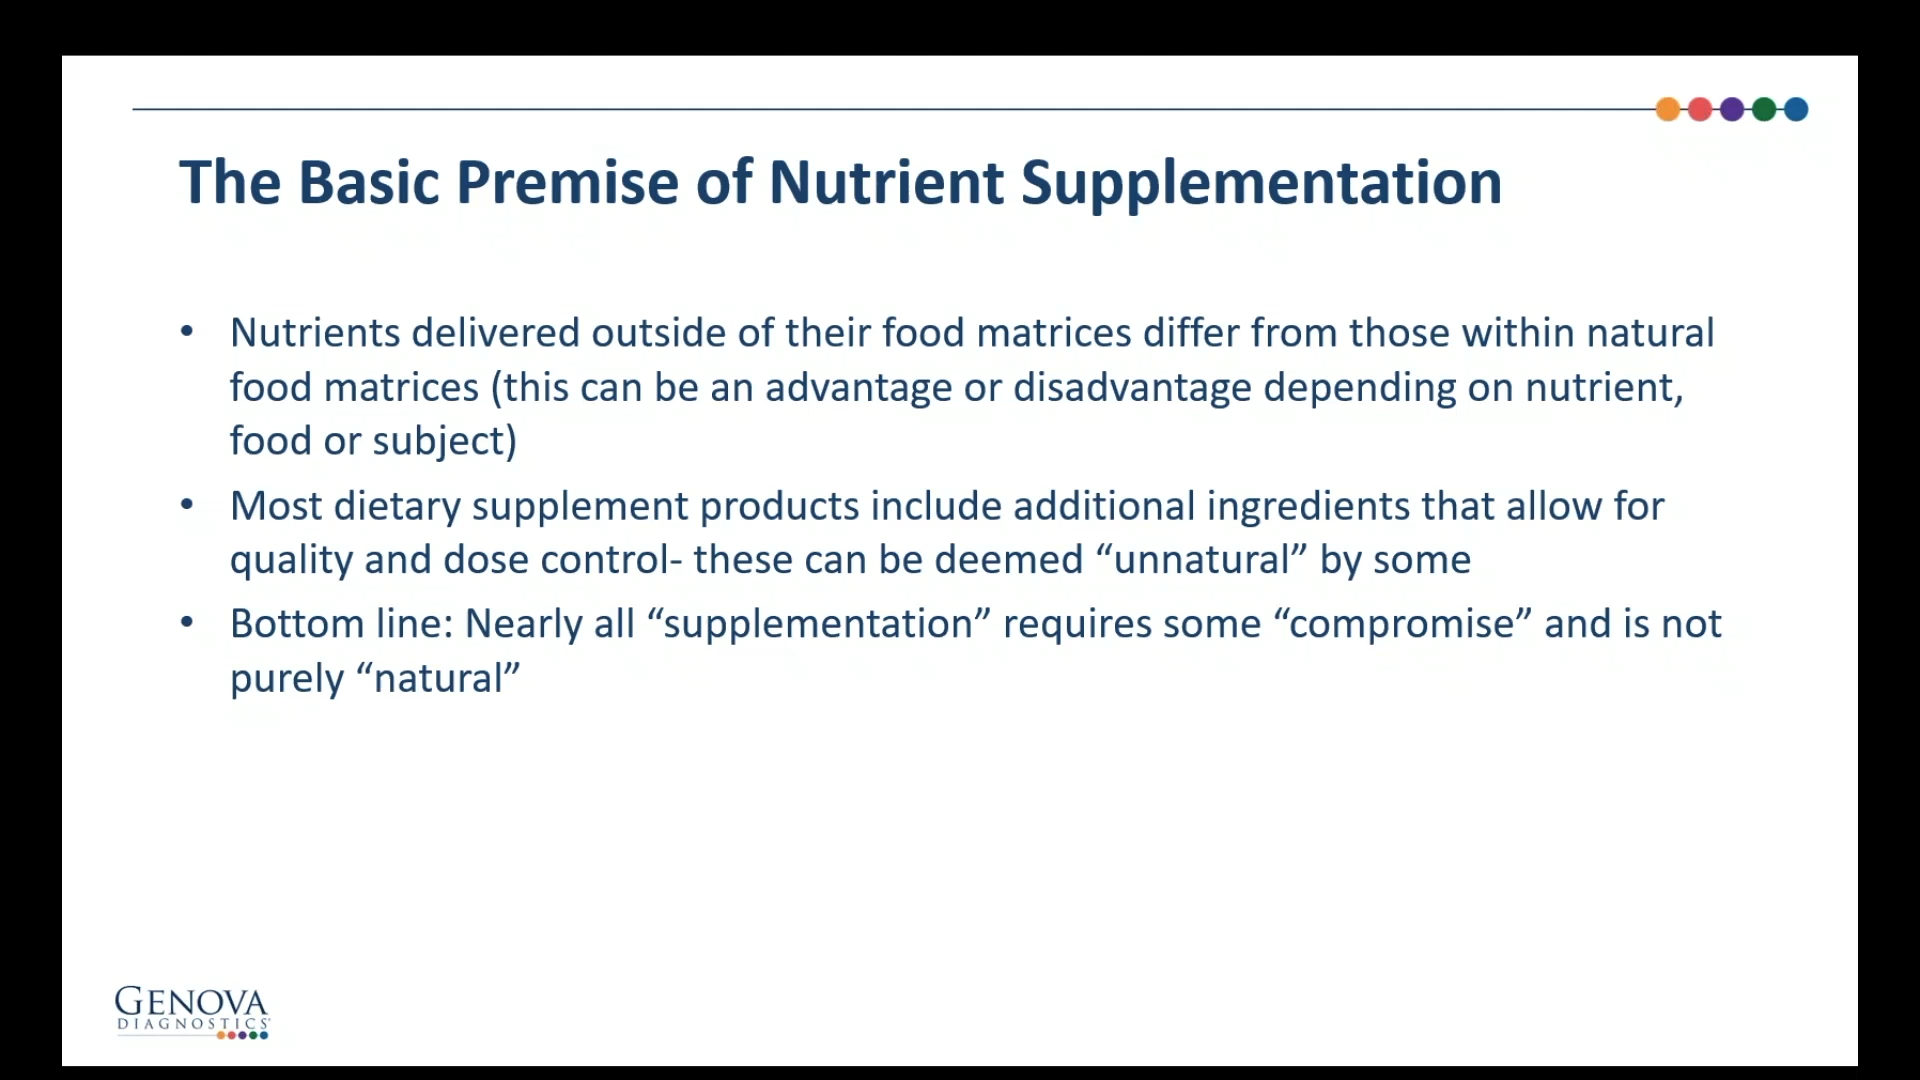 The Basic Premise of Nutrient Supplementation
• Nutrients delivered outside of their food matrices differ from those within natural
food matrices (this can be an advantage or disadvantage depending on nutrient,
food or subject)
• Most dietary supplement products include additional ingredients that allow for
quality and dose control- these can be deemed “unnatural” by some
• Bottom line: Nearly all “supplementation” requires some “compromise” and is not
purely “natural”
GENOVA
DIAGNOSTICS